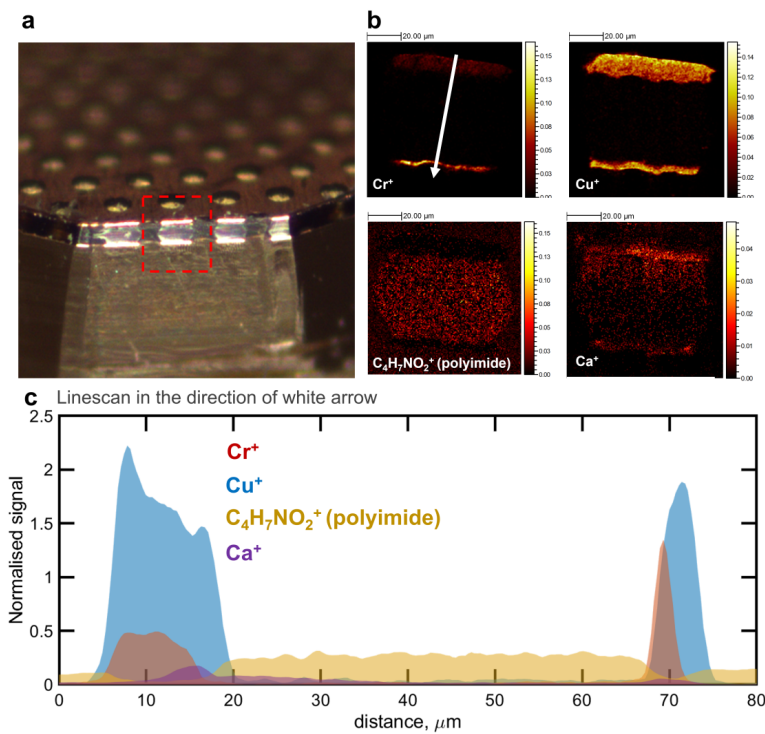 a
b
20.00 μm
0.15
0.13
0.10
0.08
0.05
0.03
0.00
Cr⁺
20.00 μm
0.14
0.12
0.10
0.08
0.06
0.04
0.02
0.00
Cu⁺
20.00 μm
0.15
0.13
0.10
0.08
0.05
0.03
0.00
C₄H₇NO₂⁺ (polyimide)
20.00 μm
0.04
0.03
0.02
0.01
0.00
Ca⁺
c Linescan in the direction of white arrow
2.5
2
1.5
1
0.5
0
Normalised signal
Cr⁺
Cu⁺
C₄H₇NO₂⁺ (polyimide)
Ca⁺
0 10 20 30 40 50 60 70 80
distance, μm